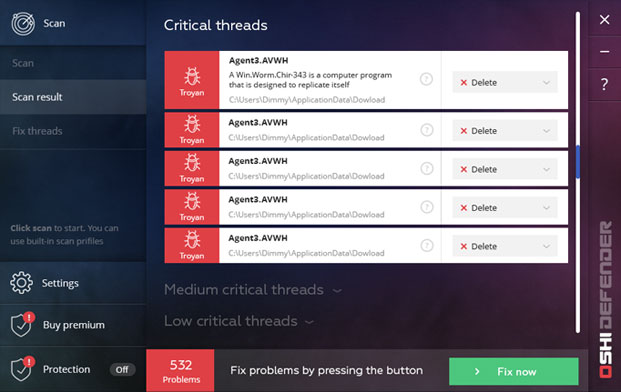 Scan
Scan
Scan result
Fix threads
Click scan to start. You can
use built-in scan prifiles
Settings
Buy premium
Protection Off
Critical threads
Troyan
Agent3.AVWH
A Win.Worm.Chir-343 is a computer program
that is designed to replicate itself
C:\Users\Dimmy\ApplicationData\Dowload
?
Delete
Troyan
Agent3.AVWH
C:\Users\Dimmy\ApplicationData\Dowload
?
Delete
Troyan
Agent3.AVWH
C:\Users\Dimmy\ApplicationData\Dowload
?
Delete
Troyan
Agent3.AVWH
C:\Users\Dimmy\ApplicationData\Dowload
?
Delete
Troyan
Agent3.AVWH
C:\Users\Dimmy\ApplicationData\Dowload
?
Delete
Medium critical threads
Low critical threads
532
Problems
Fix problems by pressing the button
Fix now
?
OSHI DEFENDER